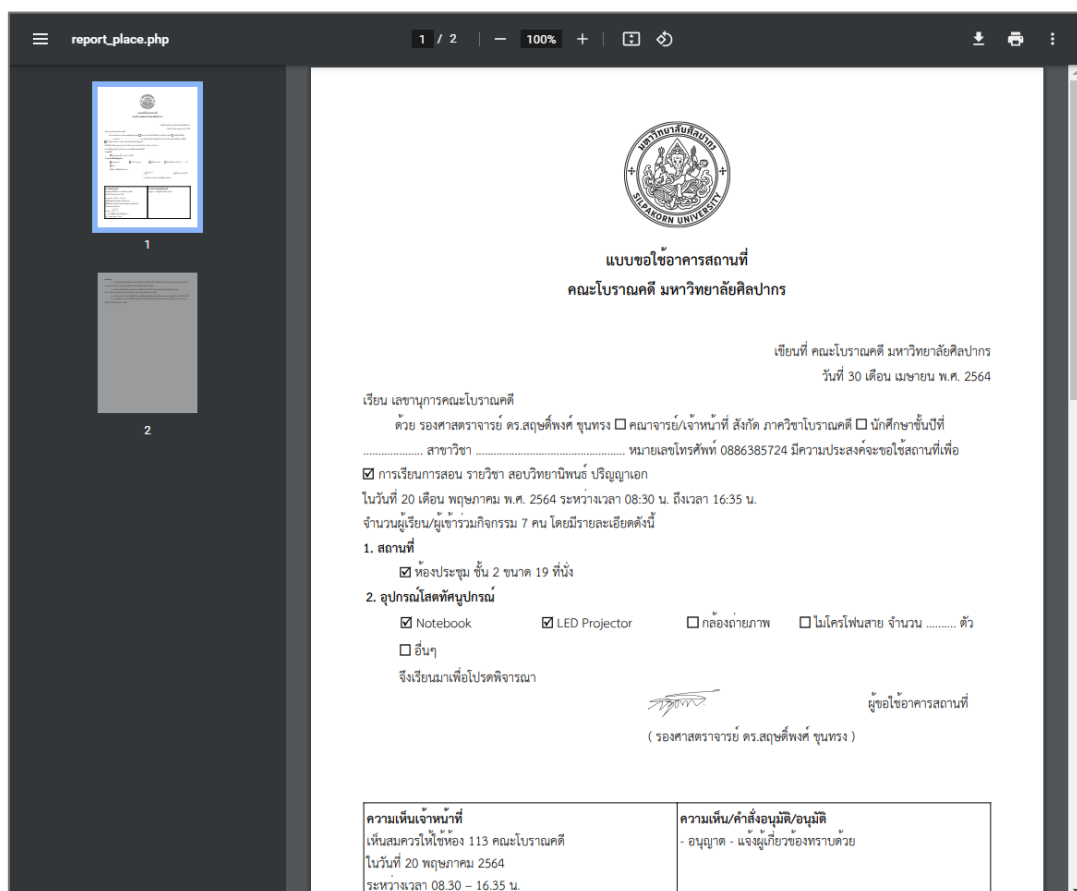 report_place.php
1 / 2
100%
1
2
มหาวิทยาลัยศิลปากร
SILPAKORN UNIVERSITY
แบบขอใช้อาคารสถานที่
คณะโบราณคดี มหาวิทยาลัยศิลปากร
เขียนที่ คณะโบราณคดี มหาวิทยาลัยศิลปากร
วันที่ 30 เดือน เมษายน พ.ศ. 2564
เรียน เลขานุการคณะโบราณคดี
ด้วย รองศาสตราจารย์ ดร.สฤษดิ์พงศ์ ขุนทรง ☐ คณาจารย์/เจ้าหน้าที่ สังกัด ภาควิชาโบราณคดี ☐ นักศึกษาชั้นปีที่
................... สาขาวิชา ................................................ หมายเลขโทรศัพท์ 0886385724 มีความประสงค์จะขอใช้สถานที่เพื่อ
☑ การเรียนการสอน รายวิชา สอบวิทยานิพนธ์ ปริญญาเอก
ในวันที่ 20 เดือน พฤษภาคม พ.ศ. 2564 ระหว่างเวลา 08:30 น. ถึงเวลา 16:35 น.
จำนวนผู้เรียน/ผู้เข้าร่วมกิจกรรม 7 คน โดยมีรายละเอียดดังนี้
1. สถานที่
☑ ห้องประชุม ชั้น 2 ขนาด 19 ที่นั่ง
2. อุปกรณ์โสตทัศนูปกรณ์
☑ Notebook ☑ LED Projector ☐ กล้องถ่ายภาพ ☐ ไมโครโฟนสาย จำนวน .......... ตัว
☐ อื่นๆ
จึงเรียนมาเพื่อโปรดพิจารณา
ผู้ขอใช้อาคารสถานที่
( รองศาสตราจารย์ ดร.สฤษดิ์พงศ์ ขุนทรง )
ความเห็นเจ้าหน้าที่
เห็นสมควรให้ใช้ห้อง 113 คณะโบราณคดี
ในวันที่ 20 พฤษภาคม 2564
ระหว่างเวลา 08.30 – 16.35 น.
ความเห็น/คำสั่งอนุมัติ/อนุมัติ
- อนุญาต - แจ้งผู้เกี่ยวข้องทราบด้วย